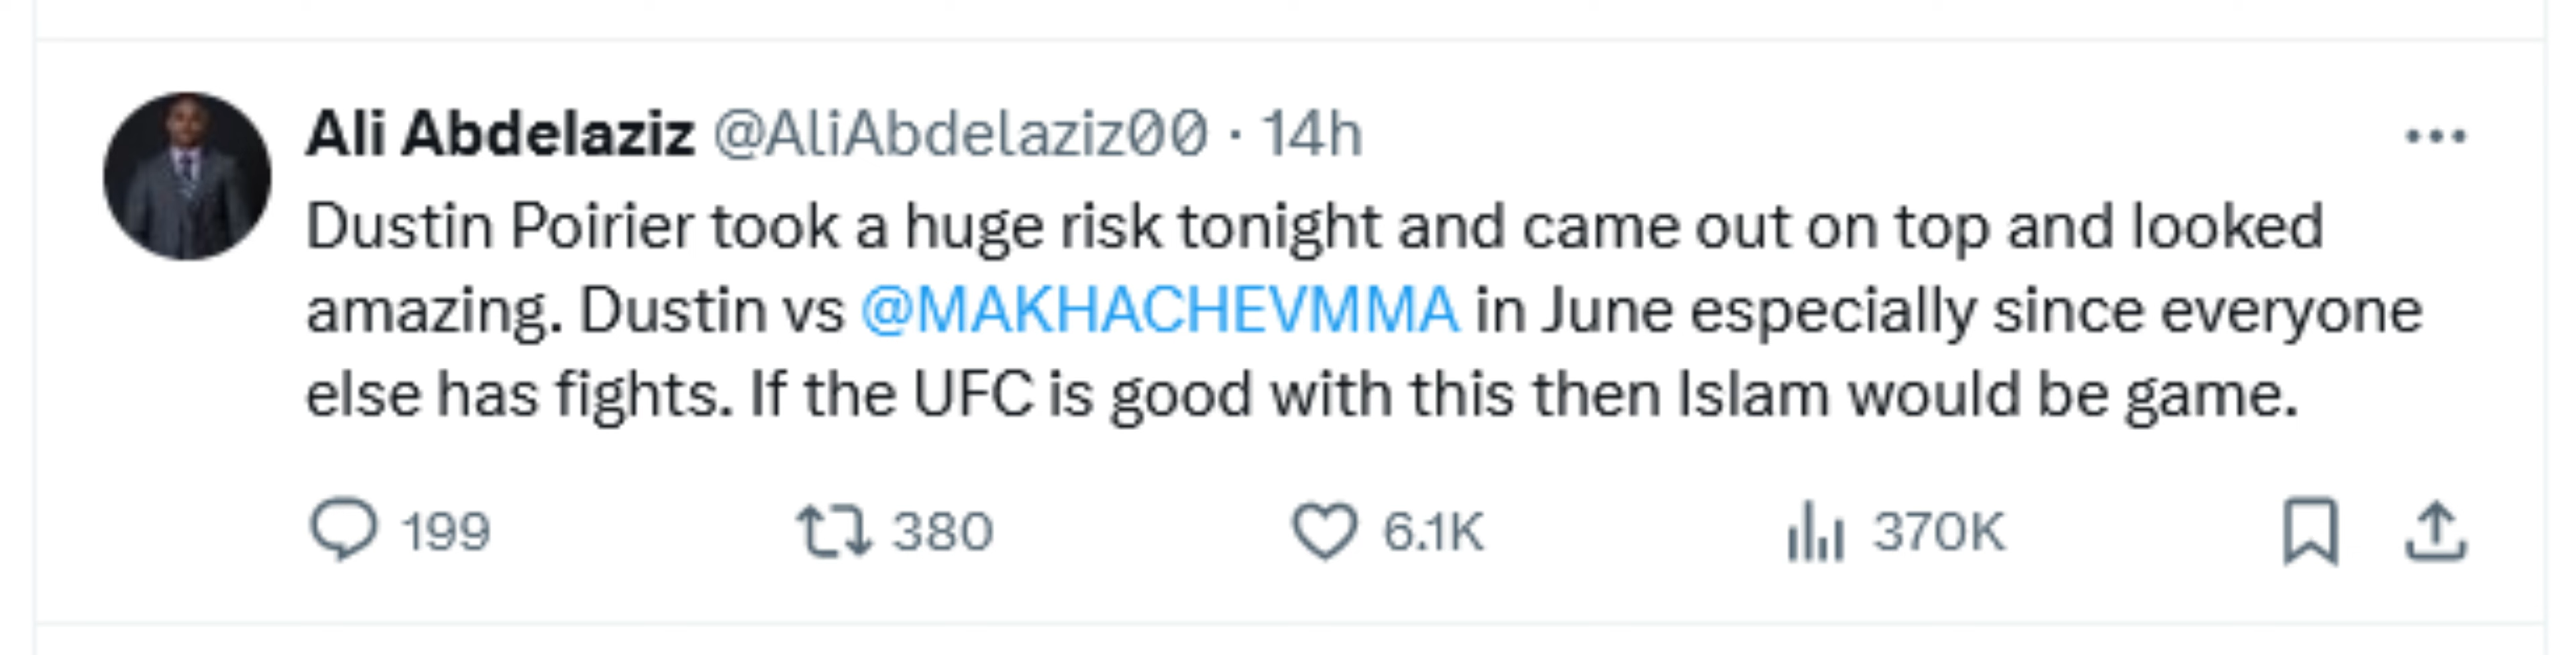 Ali Abdelaziz @AliAbdelaziz00 · 14h
Dustin Poirier took a huge risk tonight and came out on top and looked
amazing. Dustin vs @MAKHACHEVMMA in June especially since everyone
else has fights. If the UFC is good with this then Islam would be game.
199 380 6.1K 370K